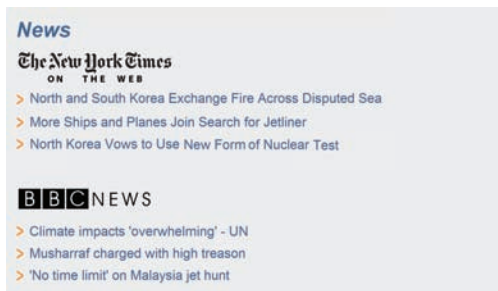 News
The New York Times
ON THE WEB
> North and South Korea Exchange Fire Across Disputed Sea
> More Ships and Planes Join Search for Jetliner
> North Korea Vows to Use New Form of Nuclear Test
BBC NEWS
> Climate impacts 'overwhelming' - UN
> Musharraf charged with high treason
> 'No time limit' on Malaysia jet hunt